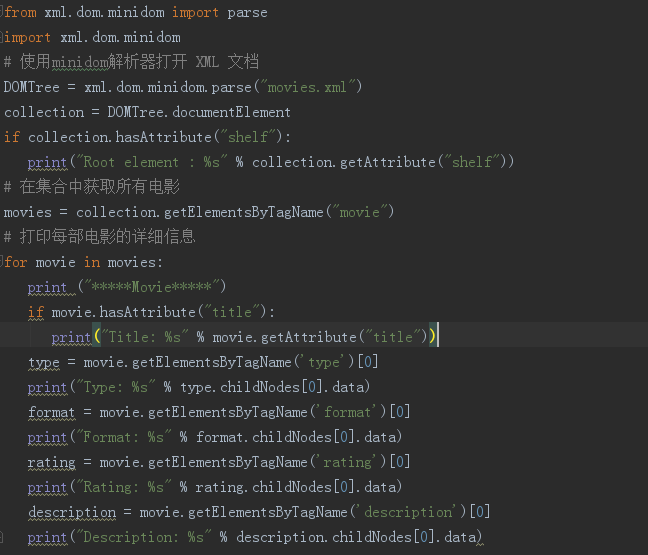 from xml.dom.minidom import parse
import xml.dom.minidom
# 使用minidom解析器打开 XML 文档
DOMTree = xml.dom.minidom.parse("movies.xml")
collection = DOMTree.documentElement
if collection.hasAttribute("shelf"):
    print("Root element : %s" % collection.getAttribute("shelf"))
# 在集合中获取所有电影
movies = collection.getElementsByTagName("movie")
# 打印每部电影的详细信息
for movie in movies:
    print ("*****Movie*****")
    if movie.hasAttribute("title"):
        print("Title: %s" % movie.getAttribute("title"))
    type = movie.getElementsByTagName('type')[0]
    print("Type: %s" % type.childNodes[0].data)
    format = movie.getElementsByTagName('format')[0]
    print("Format: %s" % format.childNodes[0].data)
    rating = movie.getElementsByTagName('rating')[0]
    print("Rating: %s" % rating.childNodes[0].data)
    description = movie.getElementsByTagName('description')[0]
    print("Description: %s" % description.childNodes[0].data)